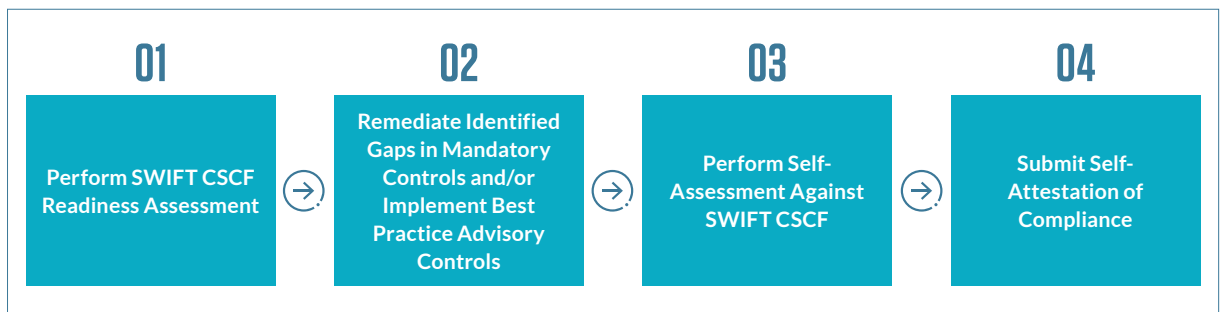 01
Perform SWIFT CSCF
Readiness Assessment
02
Remediate Identified
Gaps in Mandatory
Controls and/or
Implement Best
Practice Advisory
Controls
03
Perform Self-
Assessment Against
SWIFT CSCF
04
Submit Self-
Attestation of
Compliance